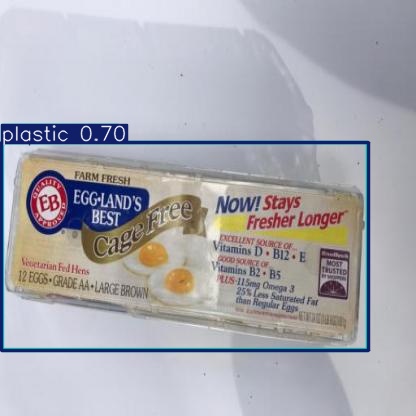 plastic 0.70
FARM FRESH
QUALITY
EB
APPROVED
EGG•LAND'S
BEST
Cage Free
Vegetarian Fed Hens
12 EGGS • GRADE AA • LARGE BROWN
Now! Stays
Fresher Longer
EXCELLENT SOURCE OF...
Vitamins D • B12 • E
GOOD SOURCE OF
Vitamins B2 • B5
PLUS•115mg Omega 3
25% Less Saturated Fat
than Regular Eggs
MOST
TRUSTED
BY SHOPPERS